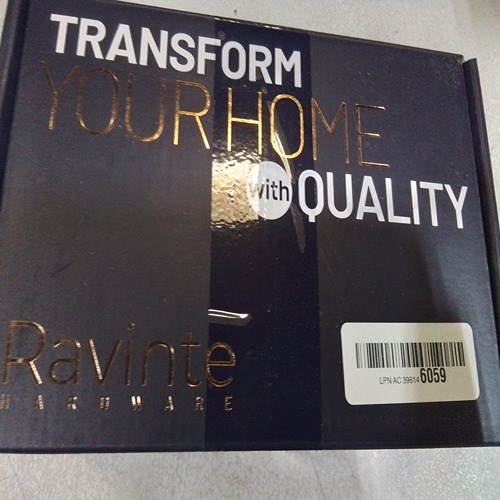 TRANSFORM
YOUR HOME
with QUALITY
Ravinte
HARDWARE
LPN AC 39614 6059